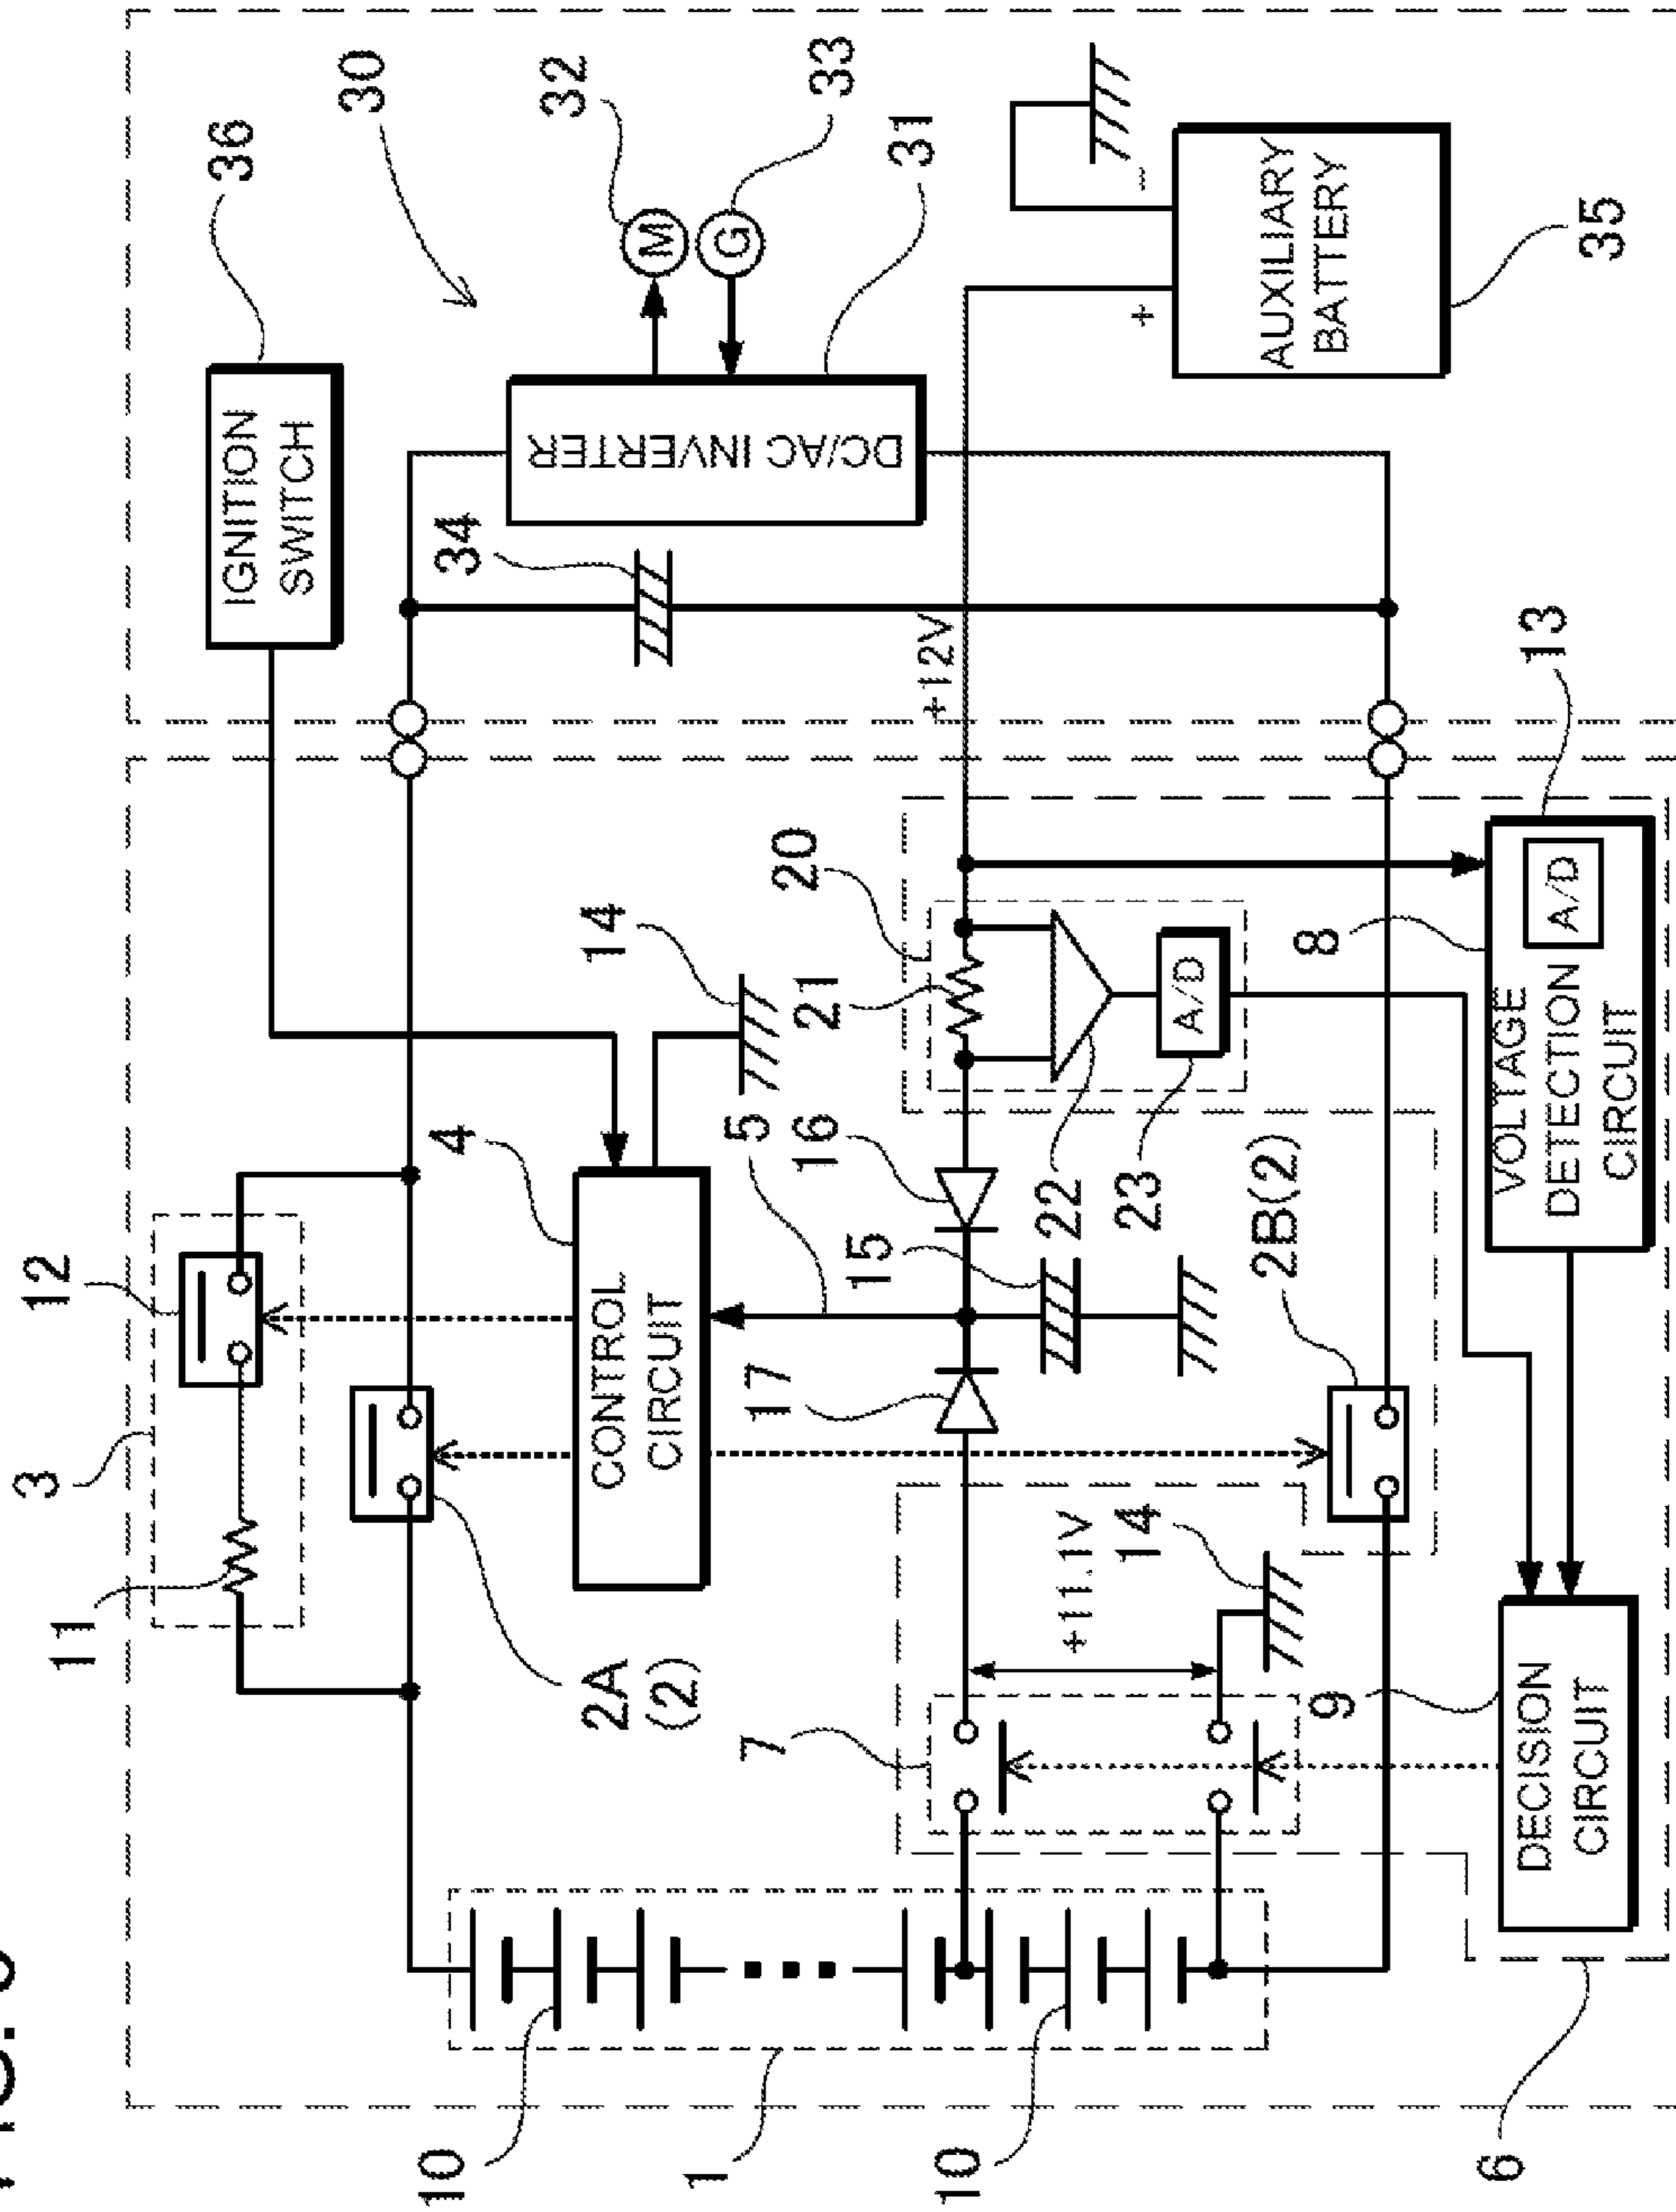 FIG.
3
12
11
36
IGNITION
SWITCH
30
10
4
34
32
2A
(2)
14
CONTROL
CIRCUIT
1
7
5
20
33
DC/AC INVERTER
17
15
16
21
31
10
+12V
+11.1V
14
22
23
A/D
+
−
2B(2)
AUXILIARY
BATTERY
9
8
6
DECISION
CIRCUIT
VOLTAGE
DETECTION
CIRCUIT
A/D
13
35
M
G